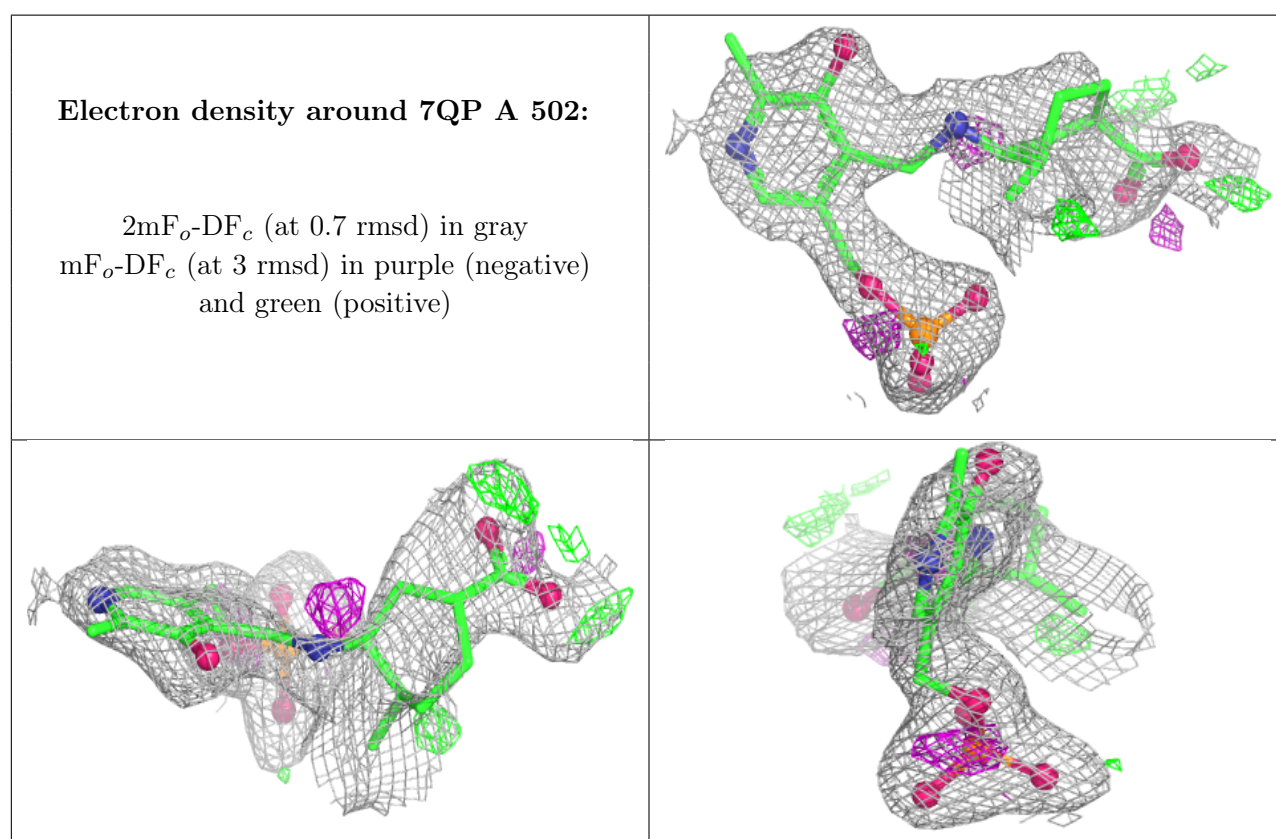 Electron density around 7QP A 502:
2mFₒ-DF𝒸 (at 0.7 rmsd) in gray
mFₒ-DF𝒸 (at 3 rmsd) in purple (negative)
and green (positive)